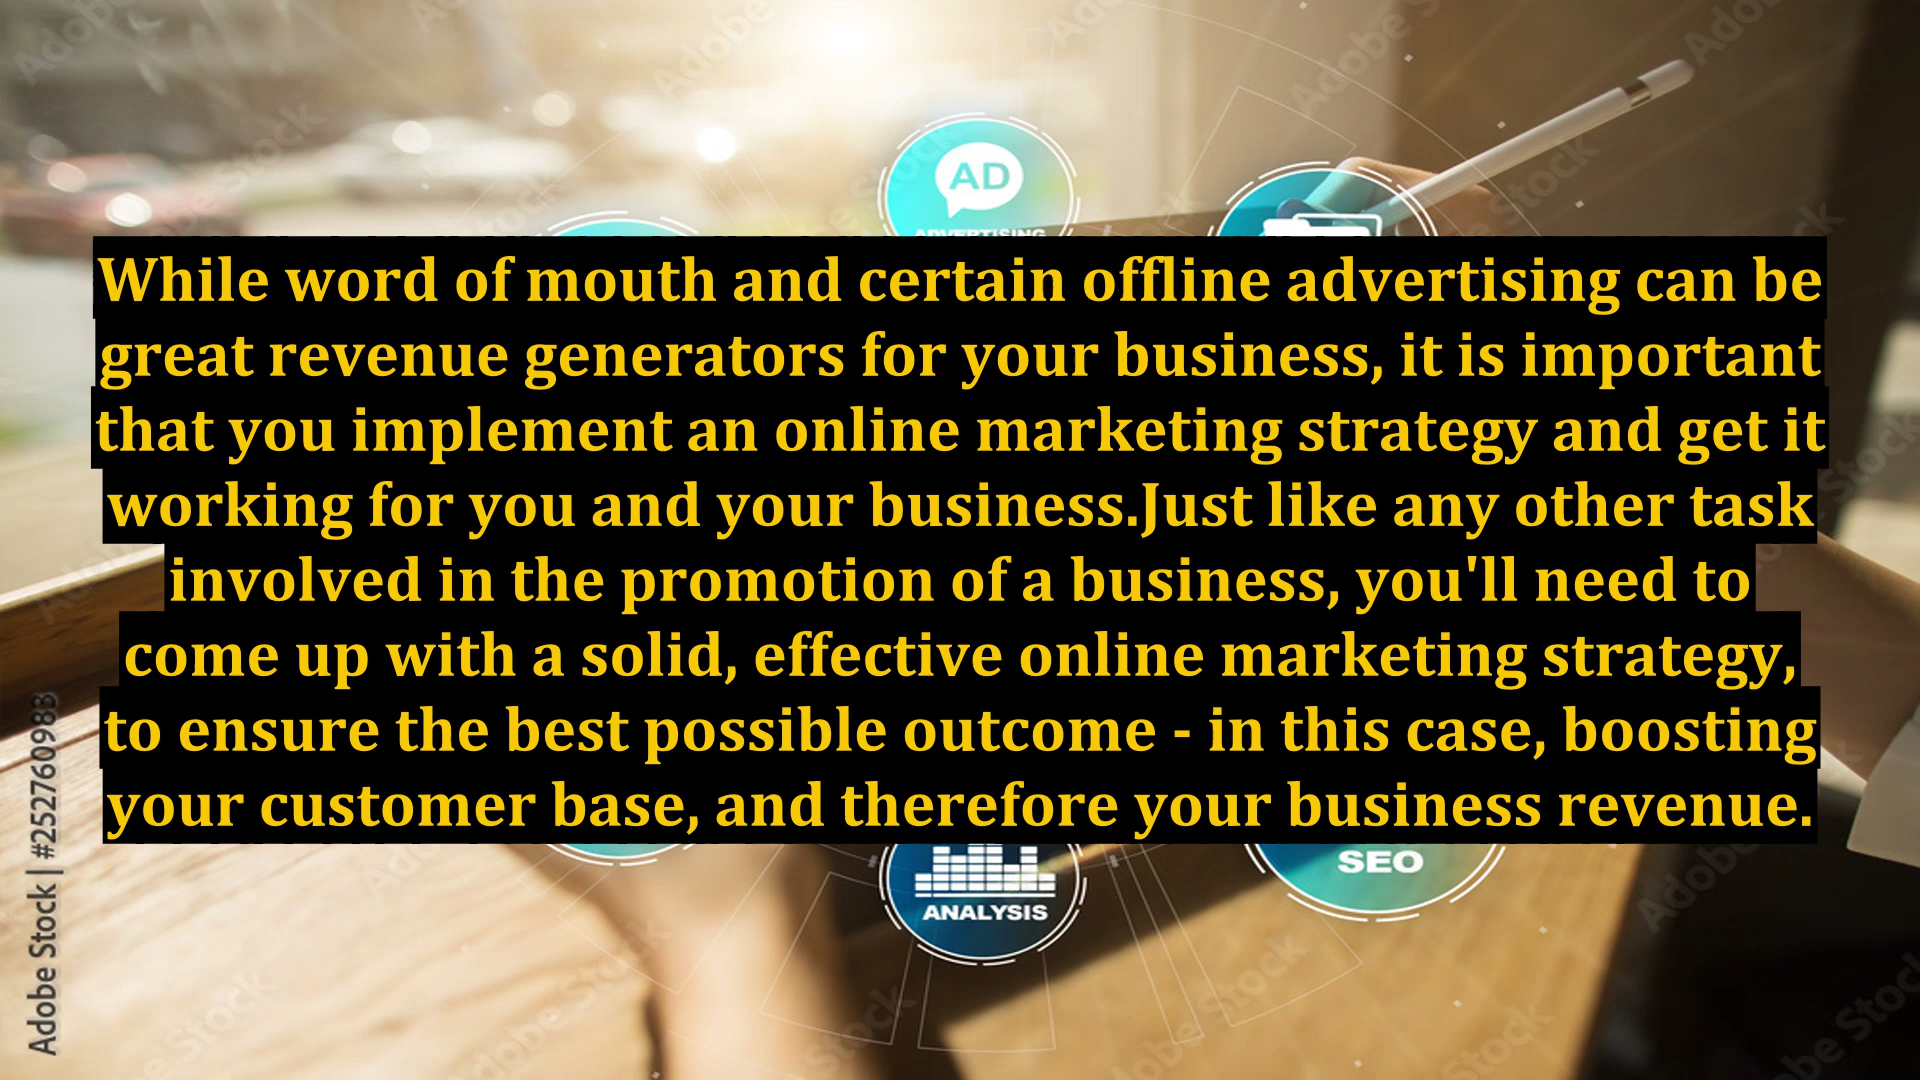 AD
ADVERTISING
While word of mouth and certain offline advertising can be
great revenue generators for your business, it is important
that you implement an online marketing strategy and get it
working for you and your business.Just like any other task
involved in the promotion of a business, you'll need to
come up with a solid, effective online marketing strategy,
to ensure the best possible outcome - in this case, boosting
your customer base, and therefore your business revenue.
SEO
ANALYSIS
Adobe Stock | #252760983